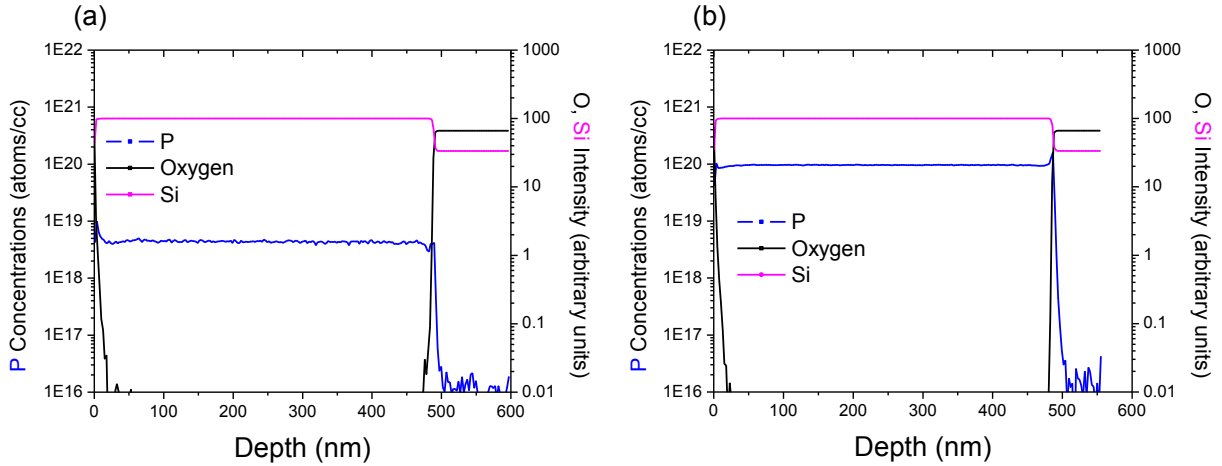 (a)
1E22
1E21
1E20
1E19
1E18
1E17
1E16
P Concentrations (atoms/cc)
P
Oxygen
Si
1000
100
10
1
0.1
0.01
O, Si Intensity (arbitrary units)
0 100 200 300 400 500 600
Depth (nm)
(b)
1E22
1E21
1E20
1E19
1E18
1E17
1E16
P Concentrations (atoms/cc)
P
Oxygen
Si
1000
100
10
1
0.1
0.01
O, Si Intensity (arbitrary units)
0 100 200 300 400 500 600
Depth (nm)